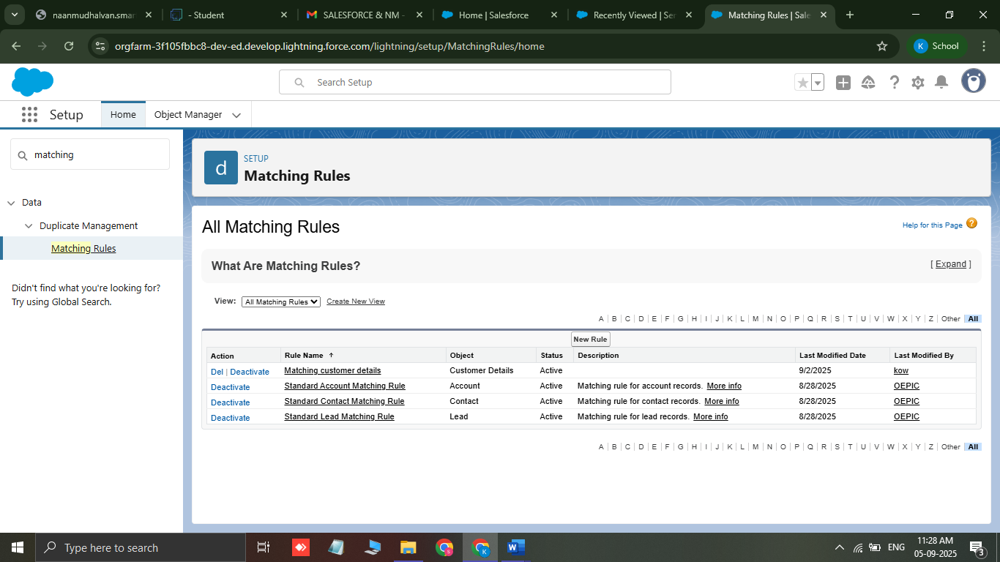 naanmudhalvan.smar
- Student
SALESFORCE & NM -
Home | Salesforce
Recently Viewed | Ser
Matching Rules | Sale
orgfarm-3f105fbbc8-dev-ed.develop.lightning.force.com/lightning/setup/MatchingRules/home
K School
Search Setup
Setup Home Object Manager
matching
Data
Duplicate Management
Matching Rules
Didn't find what you're looking for?
Try using Global Search.
d
SETUP
Matching Rules
All Matching Rules
Help for this Page ?
What Are Matching Rules? [ Expand ]
View: All Matching Rules Create New View
A | B | C | D | E | F | G | H | I | J | K | L | M | N | O | P | Q | R | S | T | U | V | W | X | Y | Z | Other All
New Rule
Action Rule Name ↑ Object Status Description Last Modified Date Last Modified By
Del | Deactivate Matching customer details Customer Details Active 9/2/2025 kow
Deactivate Standard Account Matching Rule Account Active Matching rule for account records. More info 8/28/2025 OEPIC
Deactivate Standard Contact Matching Rule Contact Active Matching rule for contact records. More info 8/28/2025 OEPIC
Deactivate Standard Lead Matching Rule Lead Active Matching rule for lead records. More info 8/28/2025 OEPIC
A | B | C | D | E | F | G | H | I | J | K | L | M | N | O | P | Q | R | S | T | U | V | W | X | Y | Z | Other All
Type here to search
ENG
11:28 AM
05-09-2025
3